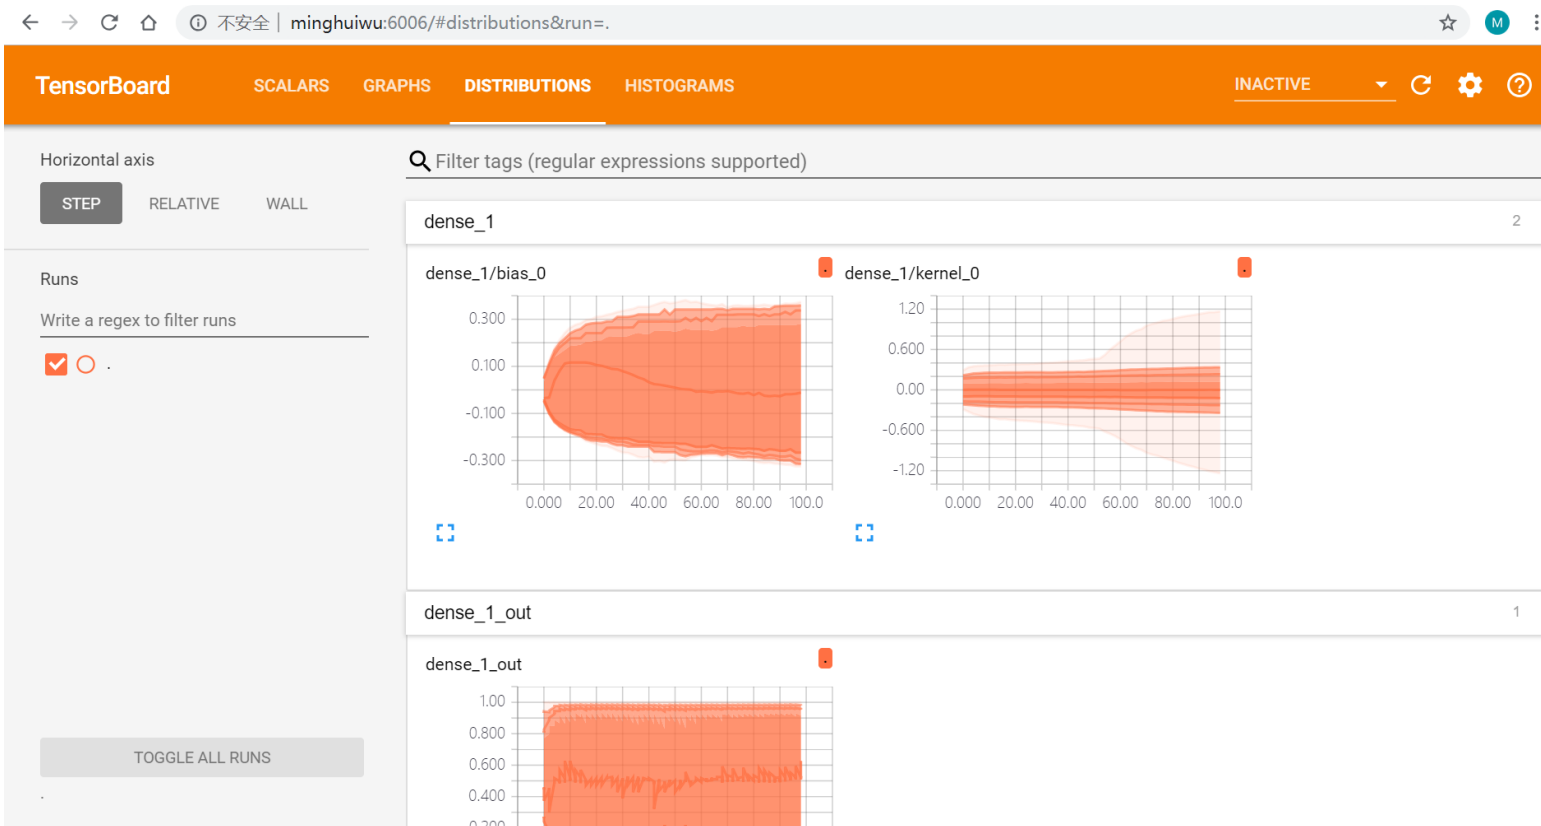 不安全 minghuiwu:6006/#distributions&run=.
M
TensorBoard SCALARS GRAPHS DISTRIBUTIONS HISTOGRAMS INACTIVE
Horizontal axis
STEP RELATIVE WALL
Runs
Write a regex to filter runs
.
TOGGLE ALL RUNS
.
Filter tags (regular expressions supported)
dense_1 2
dense_1/bias_0 .
0.300
0.100
-0.100
-0.300
0.000 20.00 40.00 60.00 80.00 100.0
dense_1/kernel_0 .
1.20
0.600
0.00
-0.600
-1.20
0.000 20.00 40.00 60.00 80.00 100.0
dense_1_out 1
dense_1_out .
1.00
0.800
0.600
0.400
0.200